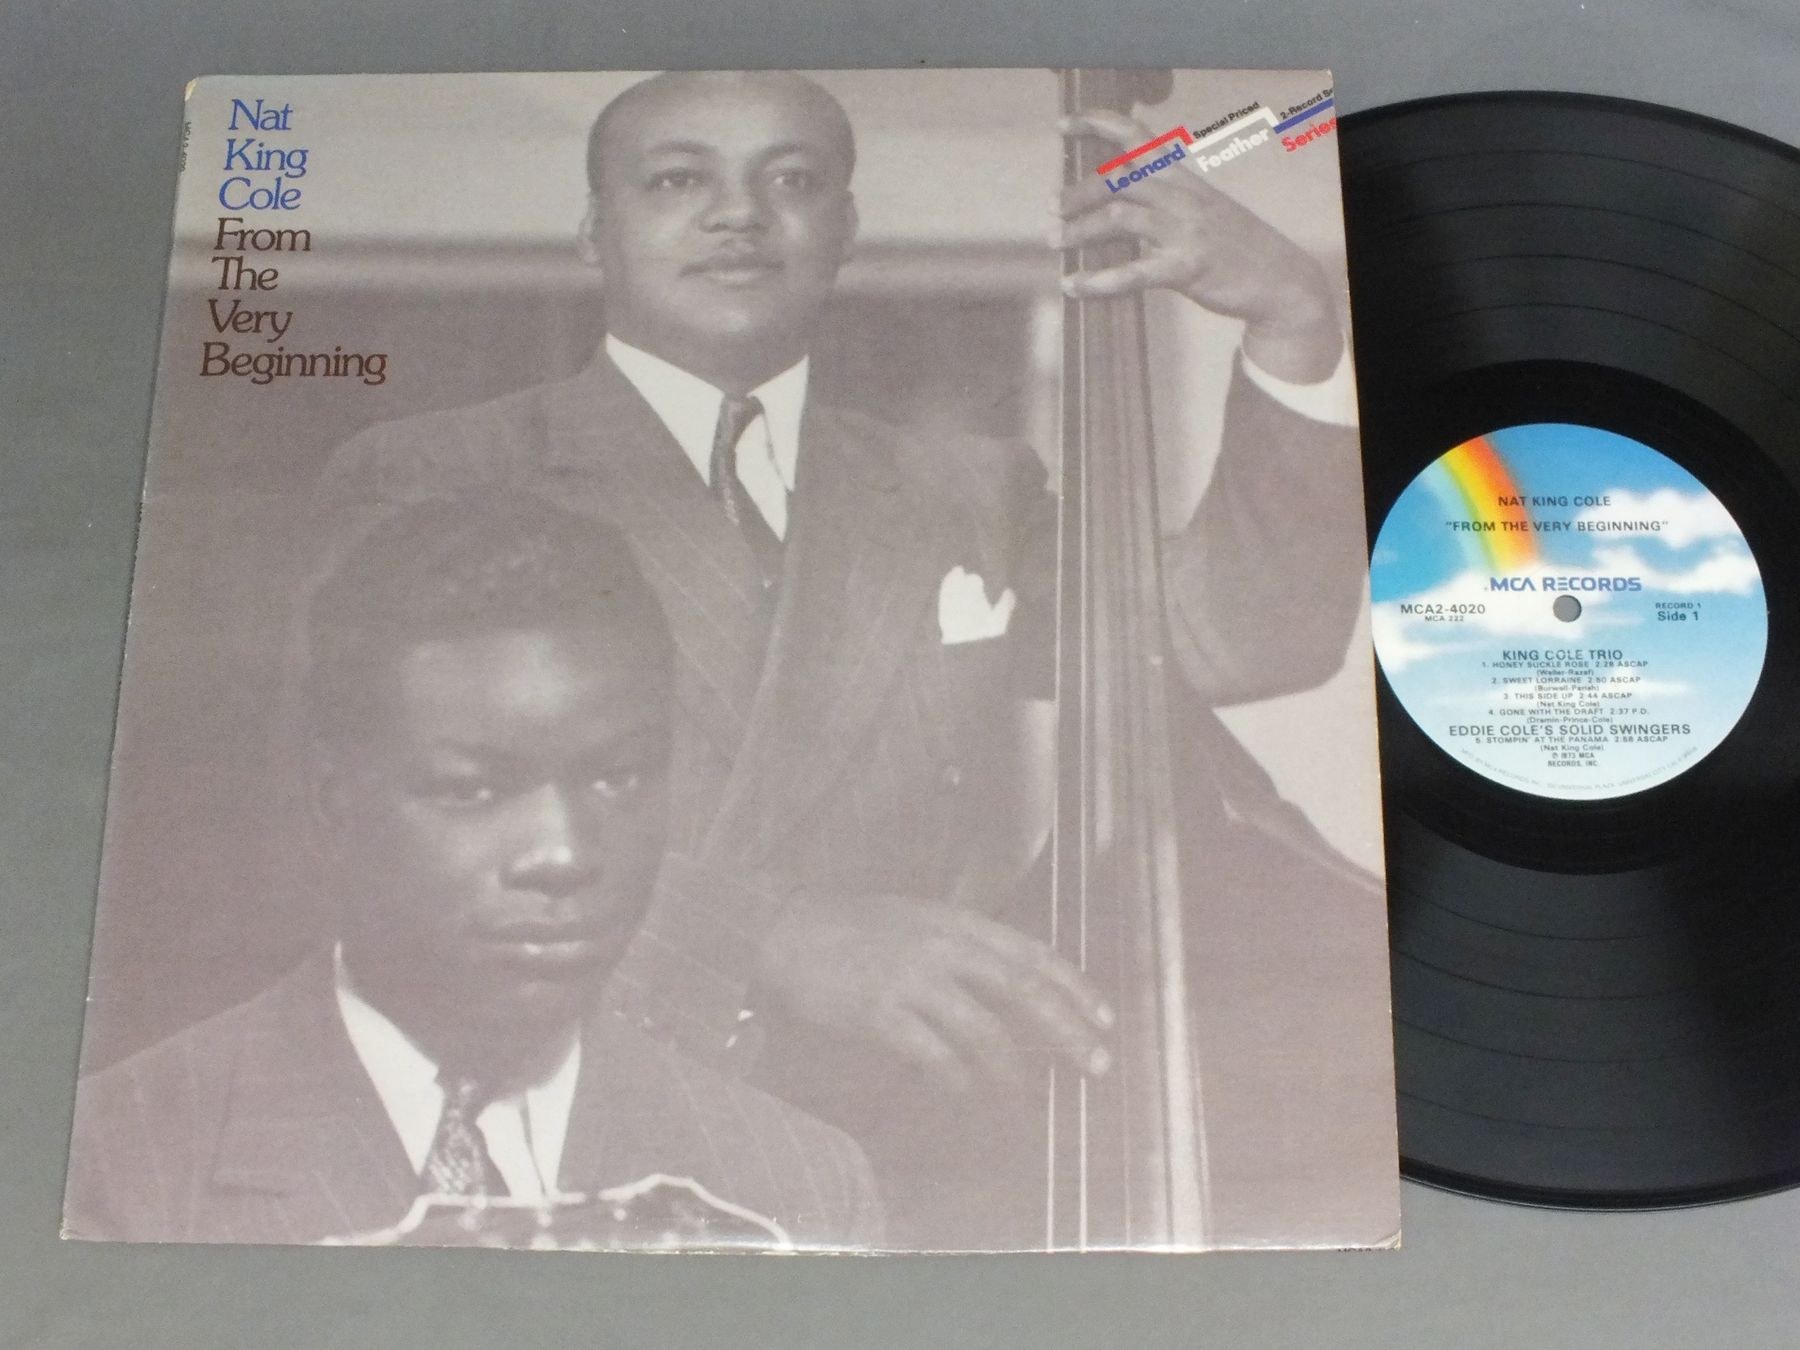 Nat
King
Cole
From
The
Very
Beginning
Special Priced
2-Record
Leonard
Feather
Series
NAT KING COLE
"FROM THE VERY BEGINNING"
MCA RECORDS
MCA2-4020
MCA 222
RECORD 1
Side 1
KING COLE TRIO
1. HONEY SUCKLE ROSE 2:28 ASCAP
(Waller-Razaf)
2. SWEET LORRAINE 2:50 ASCAP
(Burwell-Parish)
3. THIS SIDE UP 2:44 ASCAP
(Nat King Cole)
4. GONE WITH THE DRAFT 2:37 P.D.
(Dramin-Prince-Cole)
EDDIE COLE'S SOLID SWINGERS
5. STOMPIN' AT THE PANAMA 2:58 ASCAP
(Nat King Cole)
℗ 1973 MCA
RECORDS, INC.